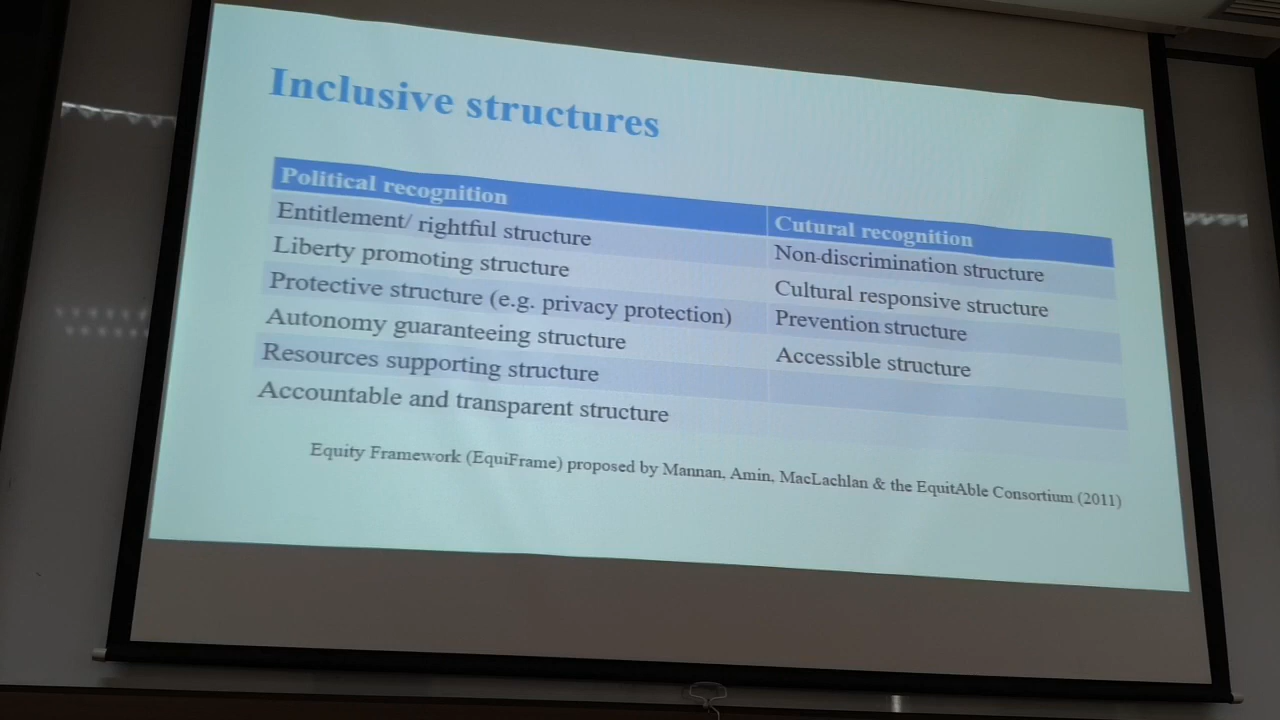 Inclusive structures
Political recognition
Cutural recognition
Entitlement/ rightful structure
Non-discrimination structure
Liberty promoting structure
Cultural responsive structure
Protective structure (e.g. privacy protection)
Prevention structure
Autonomy guaranteeing structure
Accessible structure
Resources supporting structure
Accountable and transparent structure
Equity Framework (EquiFrame) proposed by Mannan, Amin, MacLachlan & the EquitAble Consortium (2011)